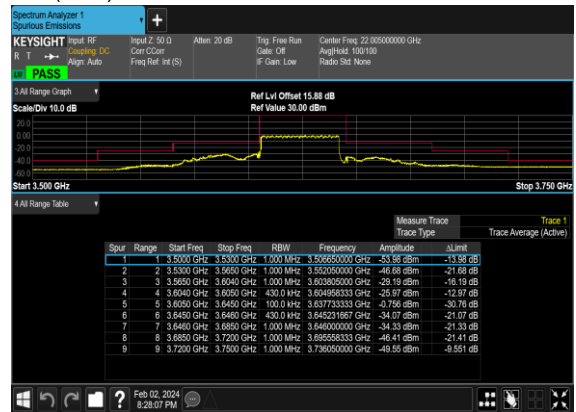 Spectrum Analyzer 1
Spurious Emissions
+
KEYSIGHT Input: RF Input Z: 50 Ω Atten: 20 dB Trig: Free Run Center Freq: 22.005000000 GHz
R T Coupling: DC Corr CCorr Gate: Off Avg|Hold: 100/100
Align: Auto Freq Ref: Int (S) IF Gain: Low Radio Std: None
PASS
3 All Range Graph
Ref Lvl Offset 15.88 dB
Scale/Div 10.0 dB Ref Value 30.00 dBm
20.0
0.00
-20.0
-40.0
-60.0
Start 3.500 GHz Stop 3.750 GHz
4 All Range Table
Measure Trace Trace 1
Trace Type Trace Average (Active)
Spur Range Start Freq Stop Freq RBW Frequency Amplitude ΔLimit
1 1 3.5000 GHz 3.5300 GHz 1.000 MHz 3.506650000 GHz -53.98 dBm -13.98 dB
2 2 3.5300 GHz 3.5650 GHz 1.000 MHz 3.552050000 GHz -46.68 dBm -21.68 dB
3 3 3.5650 GHz 3.6040 GHz 1.000 MHz 3.603805000 GHz -29.19 dBm -16.19 dB
4 4 3.6040 GHz 3.6050 GHz 430.0 kHz 3.604958333 GHz -25.97 dBm -12.97 dB
5 5 3.6050 GHz 3.6450 GHz 100.0 kHz 3.637733333 GHz -0.756 dBm -30.76 dB
6 6 3.6450 GHz 3.6460 GHz 430.0 kHz 3.645231667 GHz -34.07 dBm -21.07 dB
7 7 3.6460 GHz 3.6850 GHz 1.000 MHz 3.646000000 GHz -34.33 dBm -21.33 dB
8 8 3.6850 GHz 3.7200 GHz 1.000 MHz 3.695558333 GHz -46.41 dBm -21.41 dB
9 9 3.7200 GHz 3.7500 GHz 1.000 MHz 3.736050000 GHz -49.55 dBm -9.551 dB
?
Feb 02, 2024
8:28:07 PM